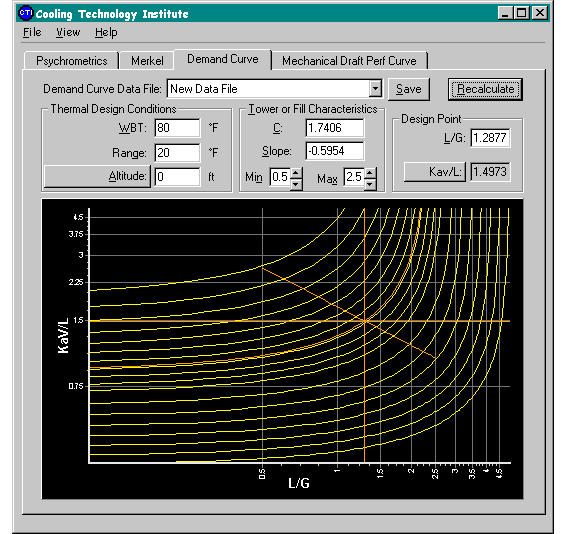 CTI Cooling Technology Institute
File View Help
Psychrometrics Merkel Demand Curve Mechanical Draft Perf Curve
Demand Curve Data File: New Data File Save Recalculate
Thermal Design Conditions
WBT: 80 °F
Range: 20 °F
Altitude: 0 ft
Tower or Fill Characteristics
C: 1.7406
Slope: -0.5954
Min 0.5 Max 2.5
Design Point
L/G: 1.2877
Kav/L: 1.4973
4.5
3.75
3
2.25
1.5
0.75
KaV/L
0.5 1 1.5 2 2.5 3 3.5 4 4.5
L/G